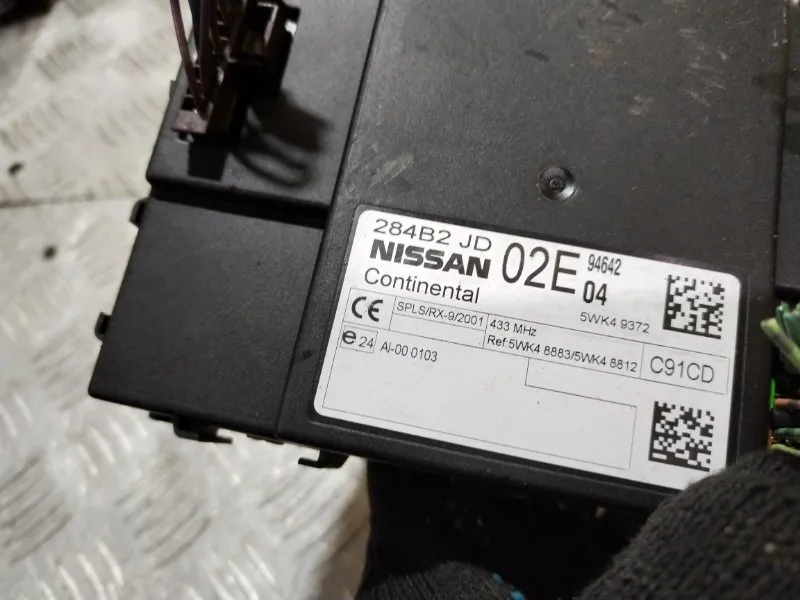 284B2 JD
NISSAN 02E 94642
04
Continental
5WK4 9372
CE SPLS/RX-9/2001 433 MHz
Ref.5WK4 8883/5WK4 8812 C91CD
e24 AI-00 0103